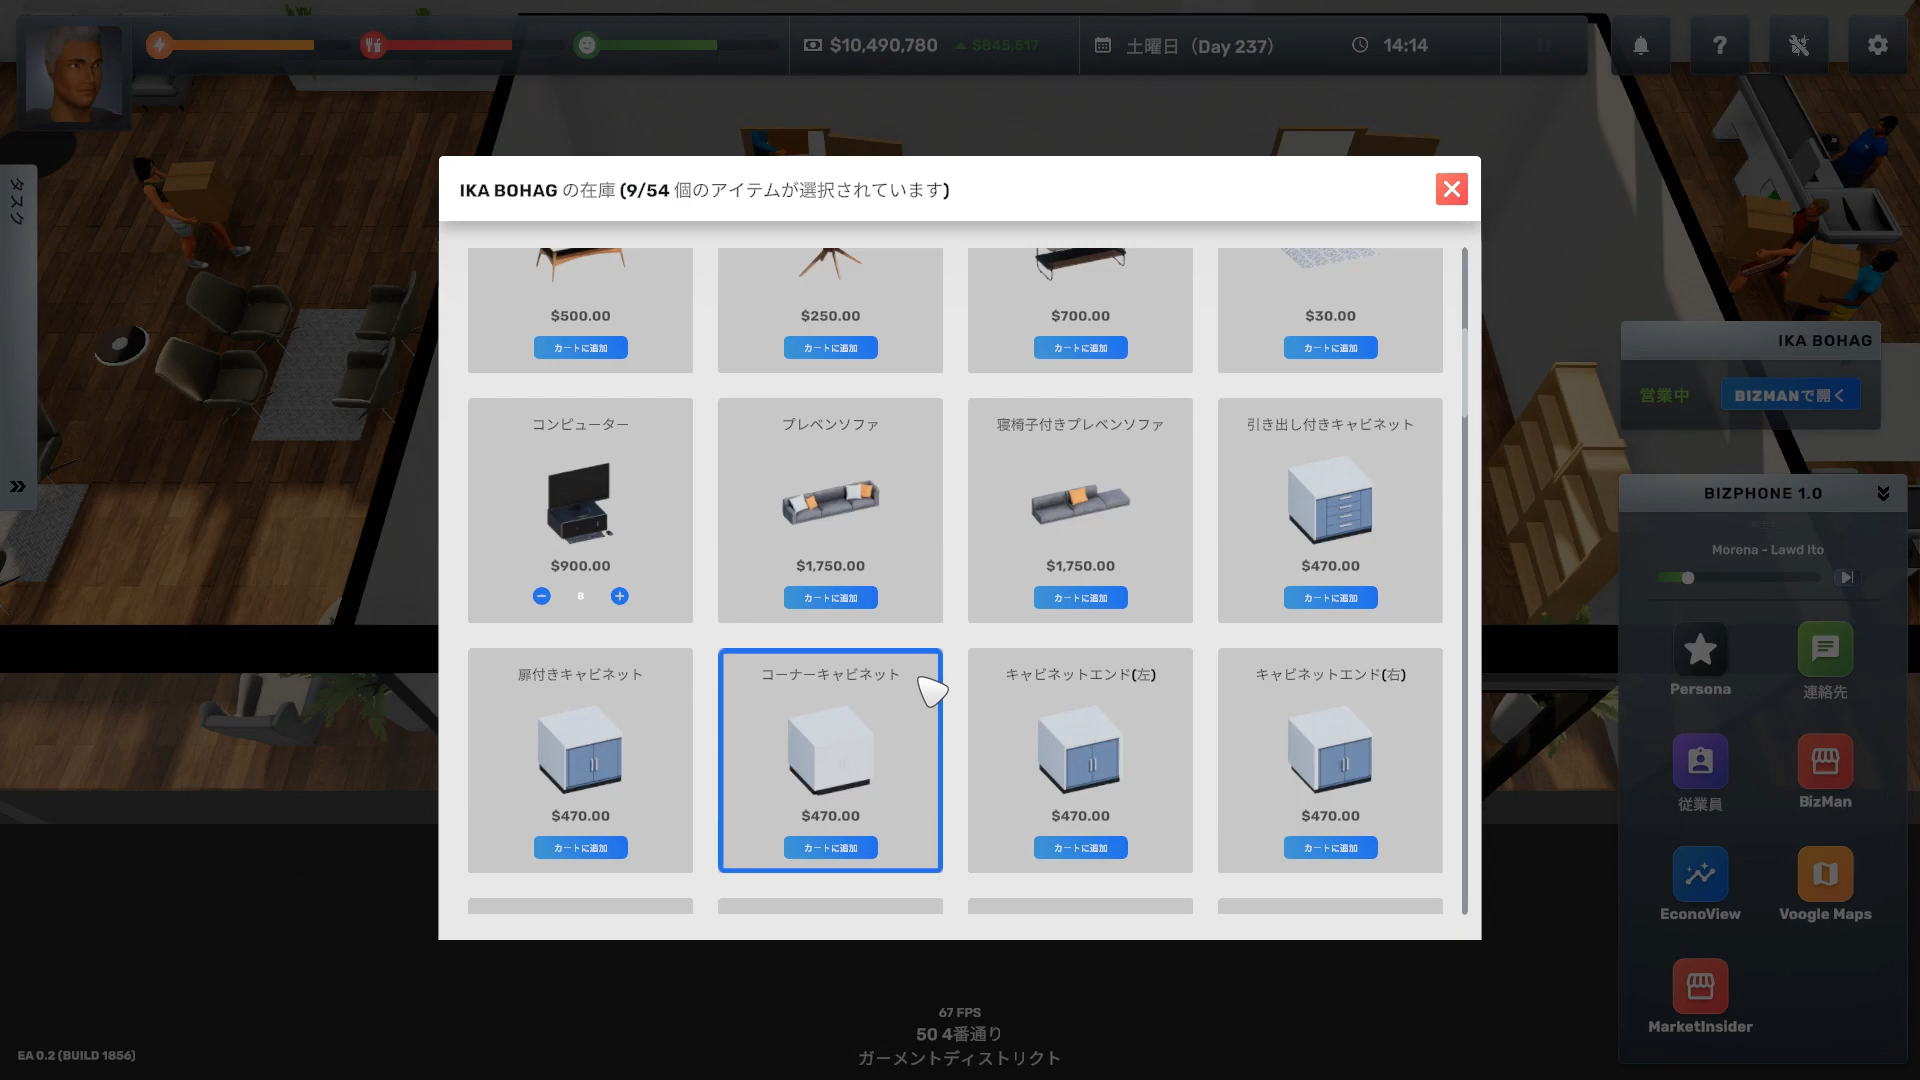 $10,490,780
$845,517
土曜日（Day 237）
14:14
?
タスク
IKA BOHAG の在庫 (9/54 個のアイテムが選択されています)
$500.00
$250.00
$700.00
$30.00
カートに追加
カートに追加
カートに追加
カートに追加
コンピューター
プレベンソファ
寝椅子付きプレベンソファ
引き出し付きキャビネット
$900.00
$1,750.00
$1,750.00
$470.00
8
カートに追加
カートに追加
カートに追加
扉付きキャビネット
コーナーキャビネット
キャビネットエンド(左)
キャビネットエンド(右)
$470.00
$470.00
$470.00
$470.00
カートに追加
カートに追加
カートに追加
カートに追加
IKA BOHAG
営業中
BIZMANで開く
BIZPHONE 1.0
Morena - Lawd Ito
Persona
連絡先
従業員
BizMan
EconoView
Voogle Maps
MarketInsider
67 FPS
50 4番通り
ガーメントディストリクト
EA 0.2 (BUILD 1856)